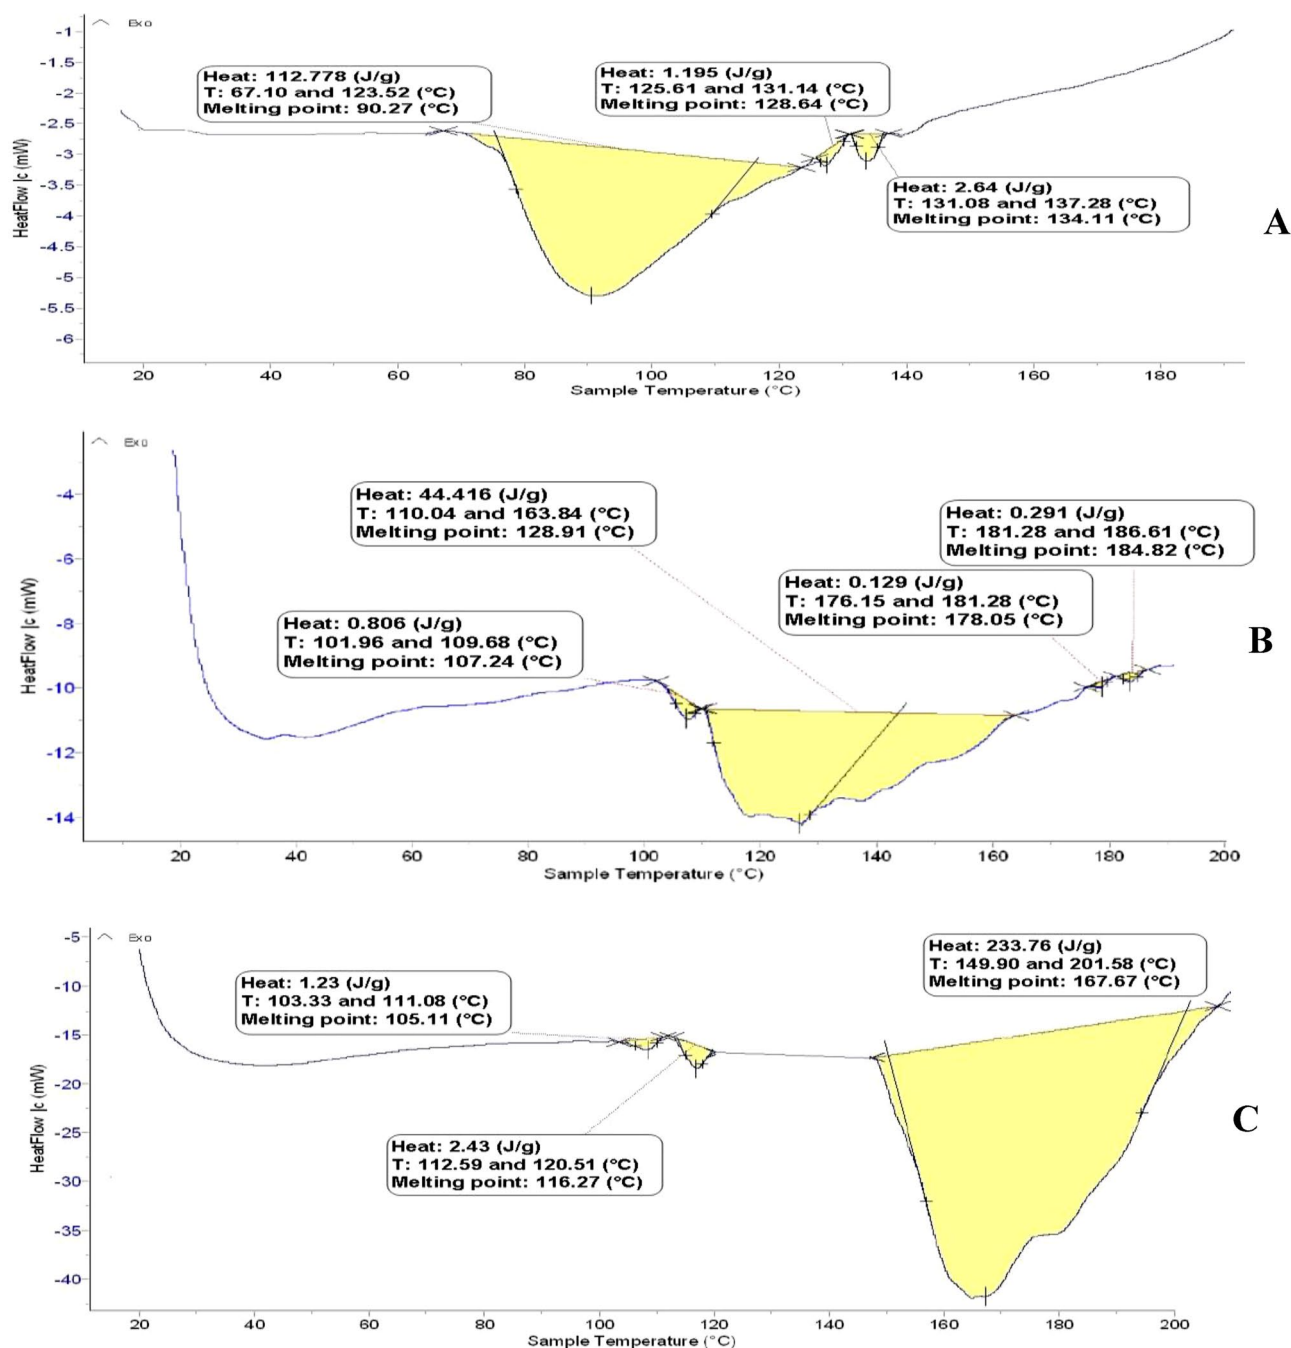 Exo
-1
-1.5
-2
-2.5
-3
-3.5
-4
-4.5
-5
-5.5
-6
HeatFlow |c (mW)
Heat: 112.778 (J/g)
T: 67.10 and 123.52 (°C)
Melting point: 90.27 (°C)
Heat: 1.195 (J/g)
T: 125.61 and 131.14 (°C)
Melting point: 128.64 (°C)
Heat: 2.64 (J/g)
T: 131.08 and 137.28 (°C)
Melting point: 134.11 (°C)
A
20 40 60 80 100 120 140 160 180
Sample Temperature (°C)
Exo
-4
-6
-8
-10
-12
-14
HeatFlow |c (mW)
Heat: 44.416 (J/g)
T: 110.04 and 163.84 (°C)
Melting point: 128.91 (°C)
Heat: 0.291 (J/g)
T: 181.28 and 186.61 (°C)
Melting point: 184.82 (°C)
Heat: 0.129 (J/g)
T: 176.15 and 181.28 (°C)
Melting point: 178.05 (°C)
Heat: 0.806 (J/g)
T: 101.96 and 109.68 (°C)
Melting point: 107.24 (°C)
B
20 40 60 80 100 120 140 160 180 200
Sample Temperature (°C)
Exo
-5
-10
-15
-20
-25
-30
-35
-40
HeatFlow |c (mW)
Heat: 233.76 (J/g)
T: 149.90 and 201.58 (°C)
Melting point: 167.67 (°C)
Heat: 1.23 (J/g)
T: 103.33 and 111.08 (°C)
Melting point: 105.11 (°C)
Heat: 2.43 (J/g)
T: 112.59 and 120.51 (°C)
Melting point: 116.27 (°C)
C
20 40 60 80 100 120 140 160 180 200
Sample Temperature (°C)